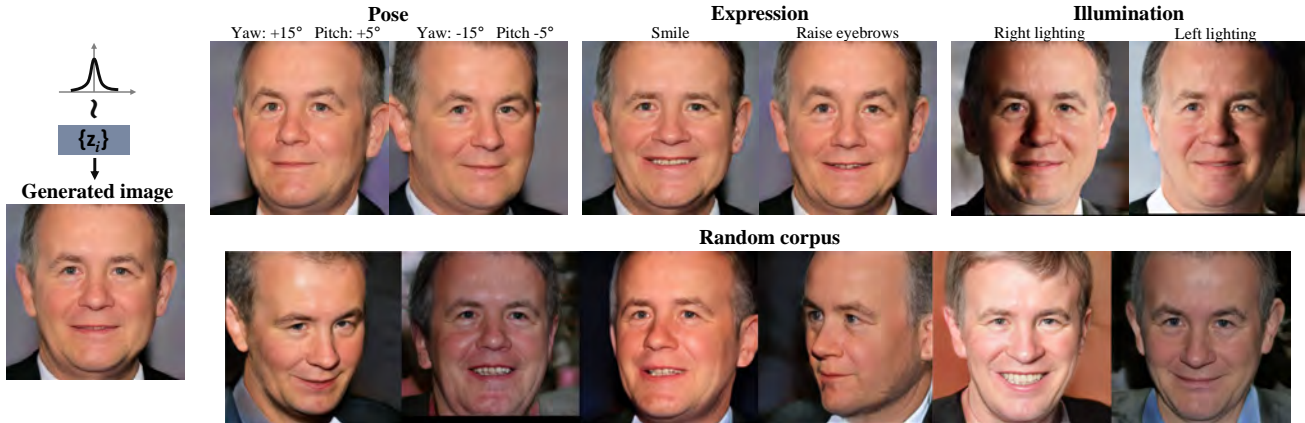 Pose
Expression
Illumination
Yaw: +15° Pitch: +5°
Yaw: -15° Pitch -5°
Smile
Raise eyebrows
Right lighting
Left lighting
~
{zᵢ}
Generated image
Random corpus